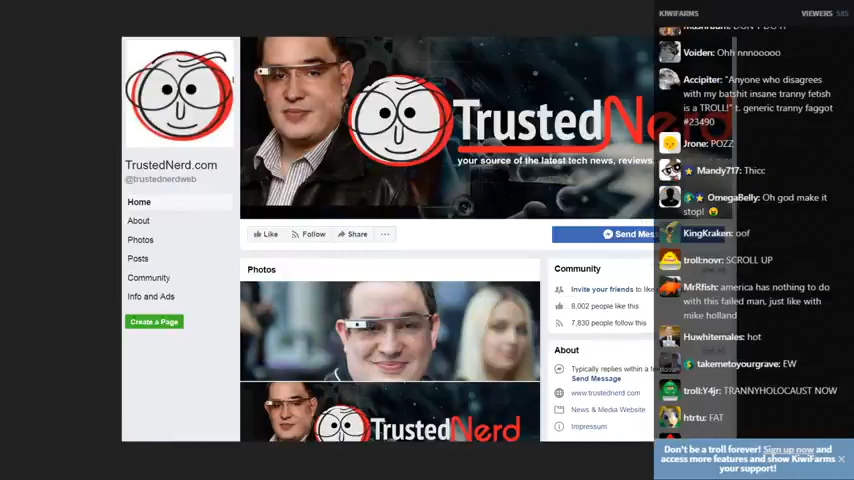 KIWIFARMS
VIEWERS 585
Voiden: Ohh nnnoooo
Accipiter: "Anyone who disagrees
with my batshit insane tranny fetish
is a TROLL!" t. generic tranny faggot
#23490
Jrone: POZZ
Mandy717: Thicc
OmegaBelly: Oh god make it
stop!
KingKraken: oof
troll:novr: SCROLL UP
MrRfish: america has nothing to do
with this failed man, just like with
mike holland
Huwhitemales: hot
takemetoyourgrave: EW
troll:Y4jr: TRANNYHOLOCAUST NOW
htrtu: FAT
Don't be a troll forever! Sign up now and
access more features and show KiwiFarms
your support!
TrustedNerd
your source of the latest tech news, reviews
TrustedNerd.com
@trustednerdweb
Home
About
Photos
Posts
Community
Info and Ads
Create a Page
Like
Follow
Share
Send Mess
Photos
TrustedNerd
Community
Invite your friends to like
8,002 people like this
7,830 people follow this
About
Typically replies within a fe
Send Message
www.trustednerd.com
News & Media Website
Impressum